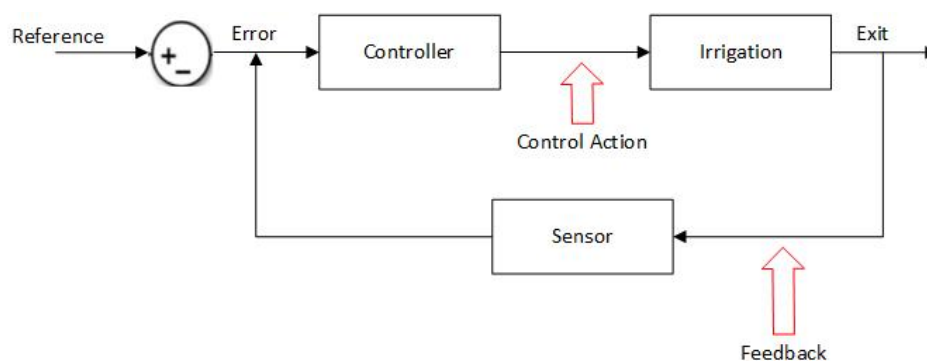 Reference
+
-
Error
Controller
Irrigation
Exit
Control Action
Sensor
Feedback